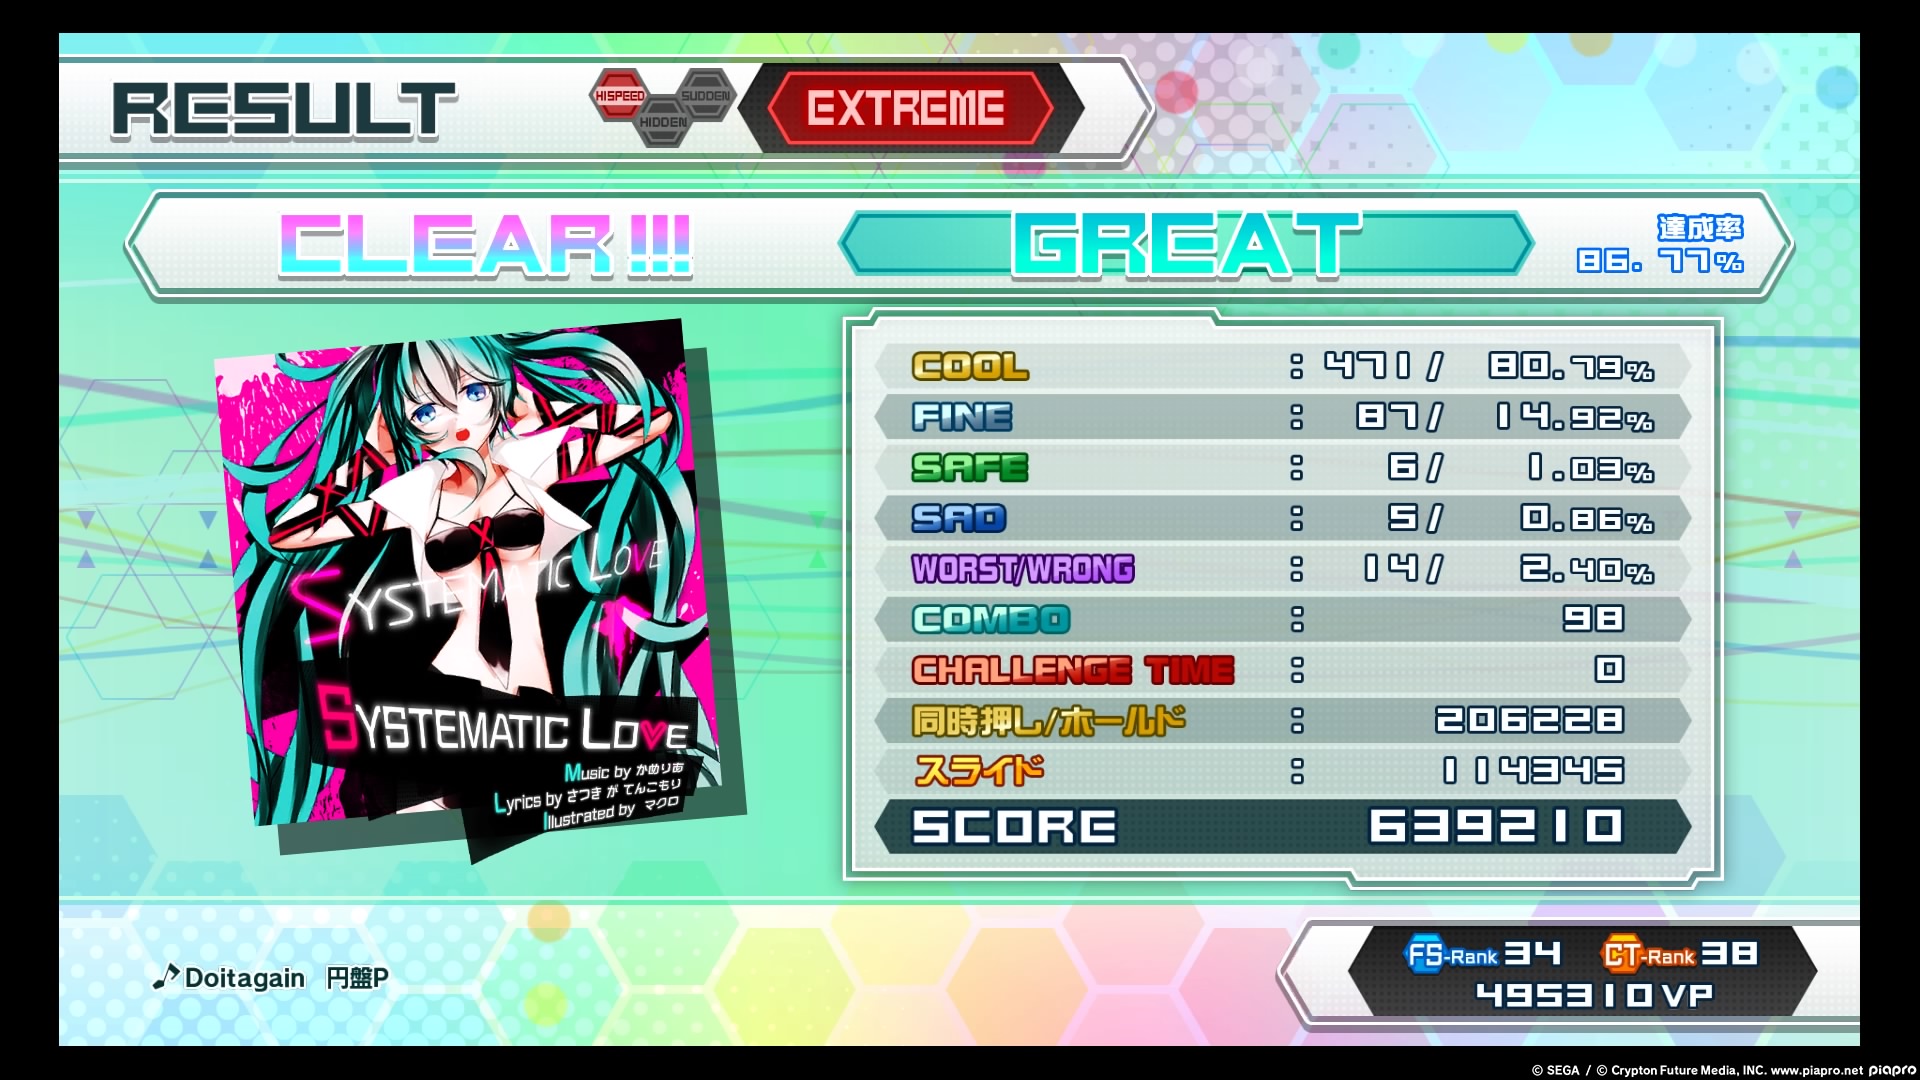 RESULT
HISPEED
HIDDEN
SUDDEN
EXTREME
CLEAR!!!
GREAT
達成率
86.77%
COOL : 471/ 80.79%
FINE : 87/ 14.92%
SAFE : 6/ 1.03%
SAD : 5/ 0.86%
WORST/WRONG : 14/ 2.40%
COMBO : 98
CHALLENGE TIME : 0
同時押し/ホールド : 206228
スライド : 114345
SCORE 639210
SYSTEMATIC LOVE
SYSTEMATIC LO♥E
Music by かめりあ
Lyrics by さつき が てんこもり
Illustrated by マクロ
♪Doitagain 円盤P
FS-Rank 34 CT-Rank 38
495310VP
© SEGA / © Crypton Future Media, INC. www.piapro.net piapro